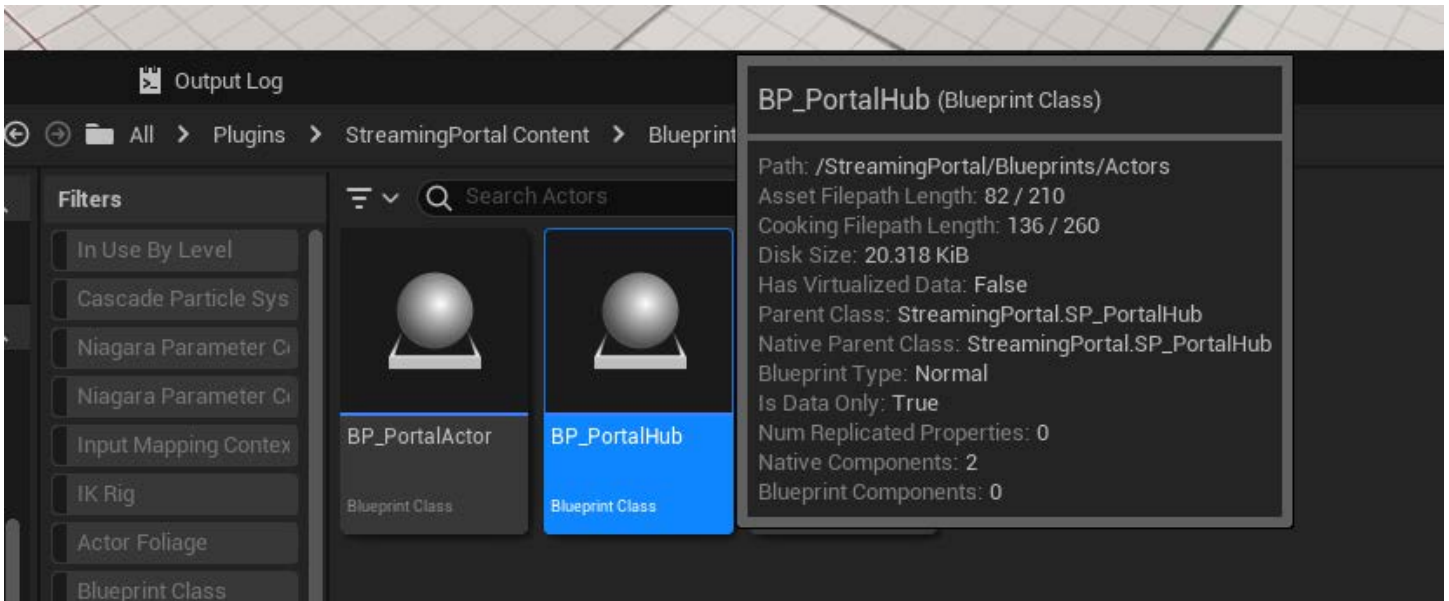 Output Log
All > Plugins > StreamingPortal Content > Blueprint
Filters
Search Actors
In Use By Level
Cascade Particle Sys
Niagara Parameter C
Niagara Parameter C
Input Mapping Contex
IK Rig
Actor Foliage
Blueprint Class
BP_PortalActor
Blueprint Class
BP_PortalHub
Blueprint Class
BP_PortalHub (Blueprint Class)
Path: /StreamingPortal/Blueprints/Actors
Asset Filepath Length: 82 / 210
Cooking Filepath Length: 136 / 260
Disk Size: 20.318 KiB
Has Virtualized Data: False
Parent Class: StreamingPortal.SP_PortalHub
Native Parent Class: StreamingPortal.SP_PortalHub
Blueprint Type: Normal
Is Data Only: True
Num Replicated Properties: 0
Native Components: 2
Blueprint Components: 0